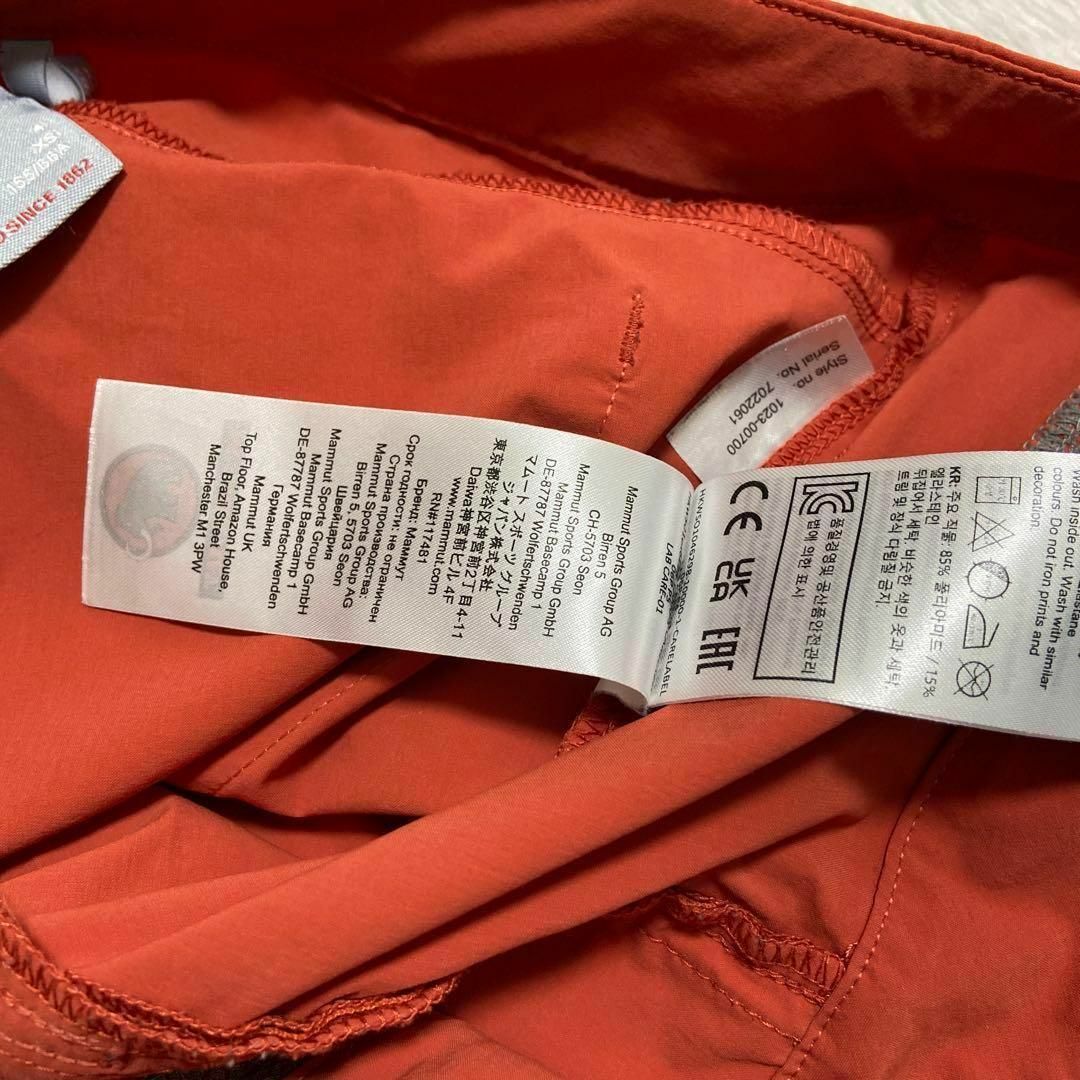 XS
155/66A
SINCE 1862
Style no. 1023-00700
Serial No. 7022061
Mammut Sports Group AG
Birren 5
CH-5703 Seon
Mammut Sports Group GmbH
Mammut Basecamp 1
DE-87787 Wolfertschwenden
マムート スポーツ グループ
ジャパン株式会社
東京都渋谷区神宮前2丁目4-11
Daiwa神宮前ビル 4F
www.mammut.com
RN#117481
Бренд: Маммут
Срок годности: не ограничен
Страна производства:
Mammut Sports Group AG
Birren 5, 5703 Seon
Швейцария
Mammut Sports Group GmbH
Mammut Basecamp 1
DE-87787 Wolfertschwenden
Германия
Mammut UK
Top Floor, Amazon House,
Brazil Street
Manchester M1 3PW
CARELABEL
LAB CARE.01
CE
UK
CA
EAC
품질경영 및 공산품안전관리
법에 의한 표시
KR: 주요 직물: 85% 폴리아미드 / 15%
엘라스테인
뒤집어서 세탁, 비슷한 색의 옷과 세탁.
트림 및 장식 다림질 금지.
Wash inside out. Wash with similar
colours. Do not iron prints and
decoration.